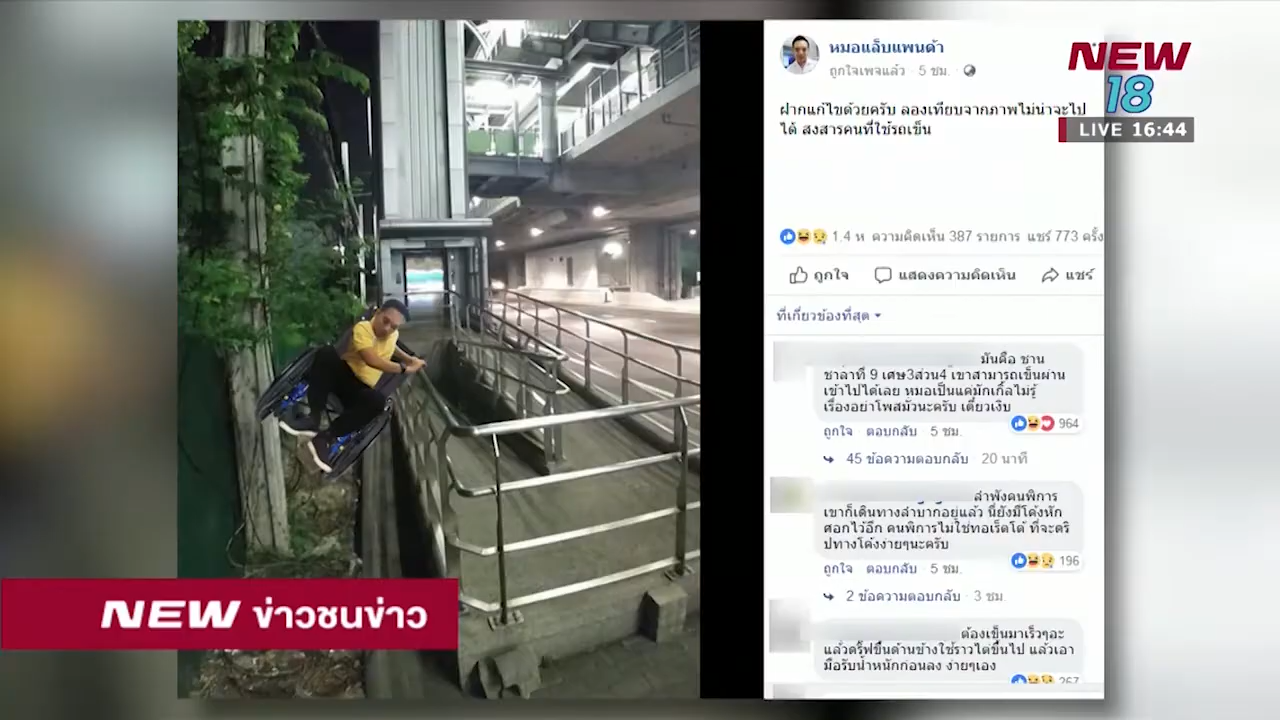 หมอแล็บแพนด้า
ถูกใจเพจแล้ว · 5 ชม. ·
NEW
18
LIVE 16:44
ฝากแก้ไขด้วยครับ ลองเทียบจากภาพไม่น่าจะไป
ได้ สงสารคนที่ใช้รถเข็น
1.4 ห ความคิดเห็น 387 รายการ แชร์ 773 ครั้ง
ถูกใจ แสดงความคิดเห็น แชร์
ที่เกี่ยวข้องที่สุด
มันคือ ชาน
ชาลาที่ 9 เศษ3ส่วน4 เขาสามารถเข็นผ่าน
เข้าไปได้เลย หมอเป็นแค่มักเกิ้ลไม่รู้
เรื่องอย่าโพสมัวนะครับ เดี๋ยวเงิบ
964
ถูกใจ · ตอบกลับ · 5 ชม.
45 ข้อความตอบกลับ · 20 นาที
ลำพังคนพิการ
เขาก็เดินทางลำบากอยู่แล้ว นี่ยังมีโค้งหัก
ศอกไว้อีก คนพิการไม่ใช่ทอเร็ตโต้ ที่จะดริ
ปทางโค้งง่ายๆนะครับ
196
ถูกใจ · ตอบกลับ · 5 ชม.
2 ข้อความตอบกลับ · 3 ชม.
ต้องเข็นมาเร็วๆอะ
แล้วดริ๊ฟขึ้นด้านข้างใช้ราวไต่ขึ้นไป แล้วเอา
มือรับน้ำหนักก่อนลง ง่ายๆเอง
267
NEW ข่าวชนข่าว